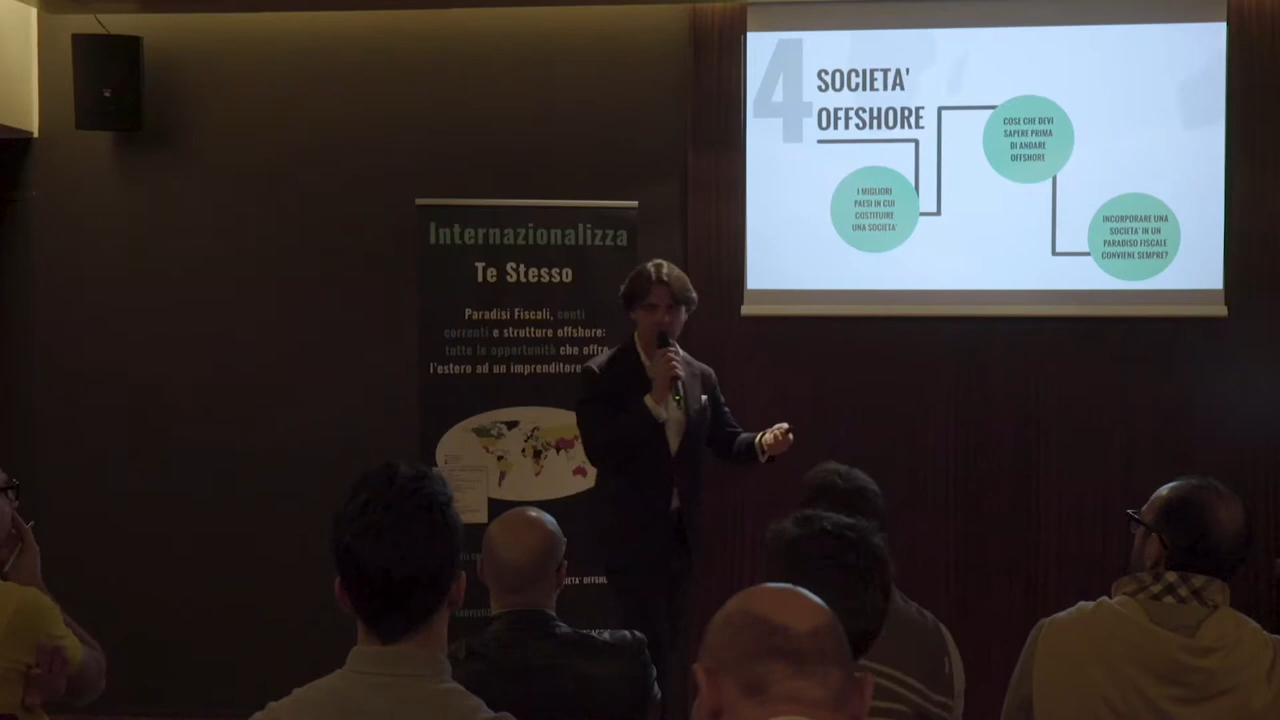 4
SOCIETA'
OFFSHORE
COSE CHE DEVI
SAPERE PRIMA
DI ANDARE
OFFSHORE
I MIGLIORI
PAESI IN CUI
COSTITUIRE
UNA SOCIETA'
INCORPORARE UNA
SOCIETA' IN UN
PARADISO FISCALE
CONVIENE SEMPRE?
Internazionalizza
Te Stesso
Paradisi Fiscali, conti
correnti e strutture offshore:
tutte le opportunità che offre
l'estero ad un imprenditore